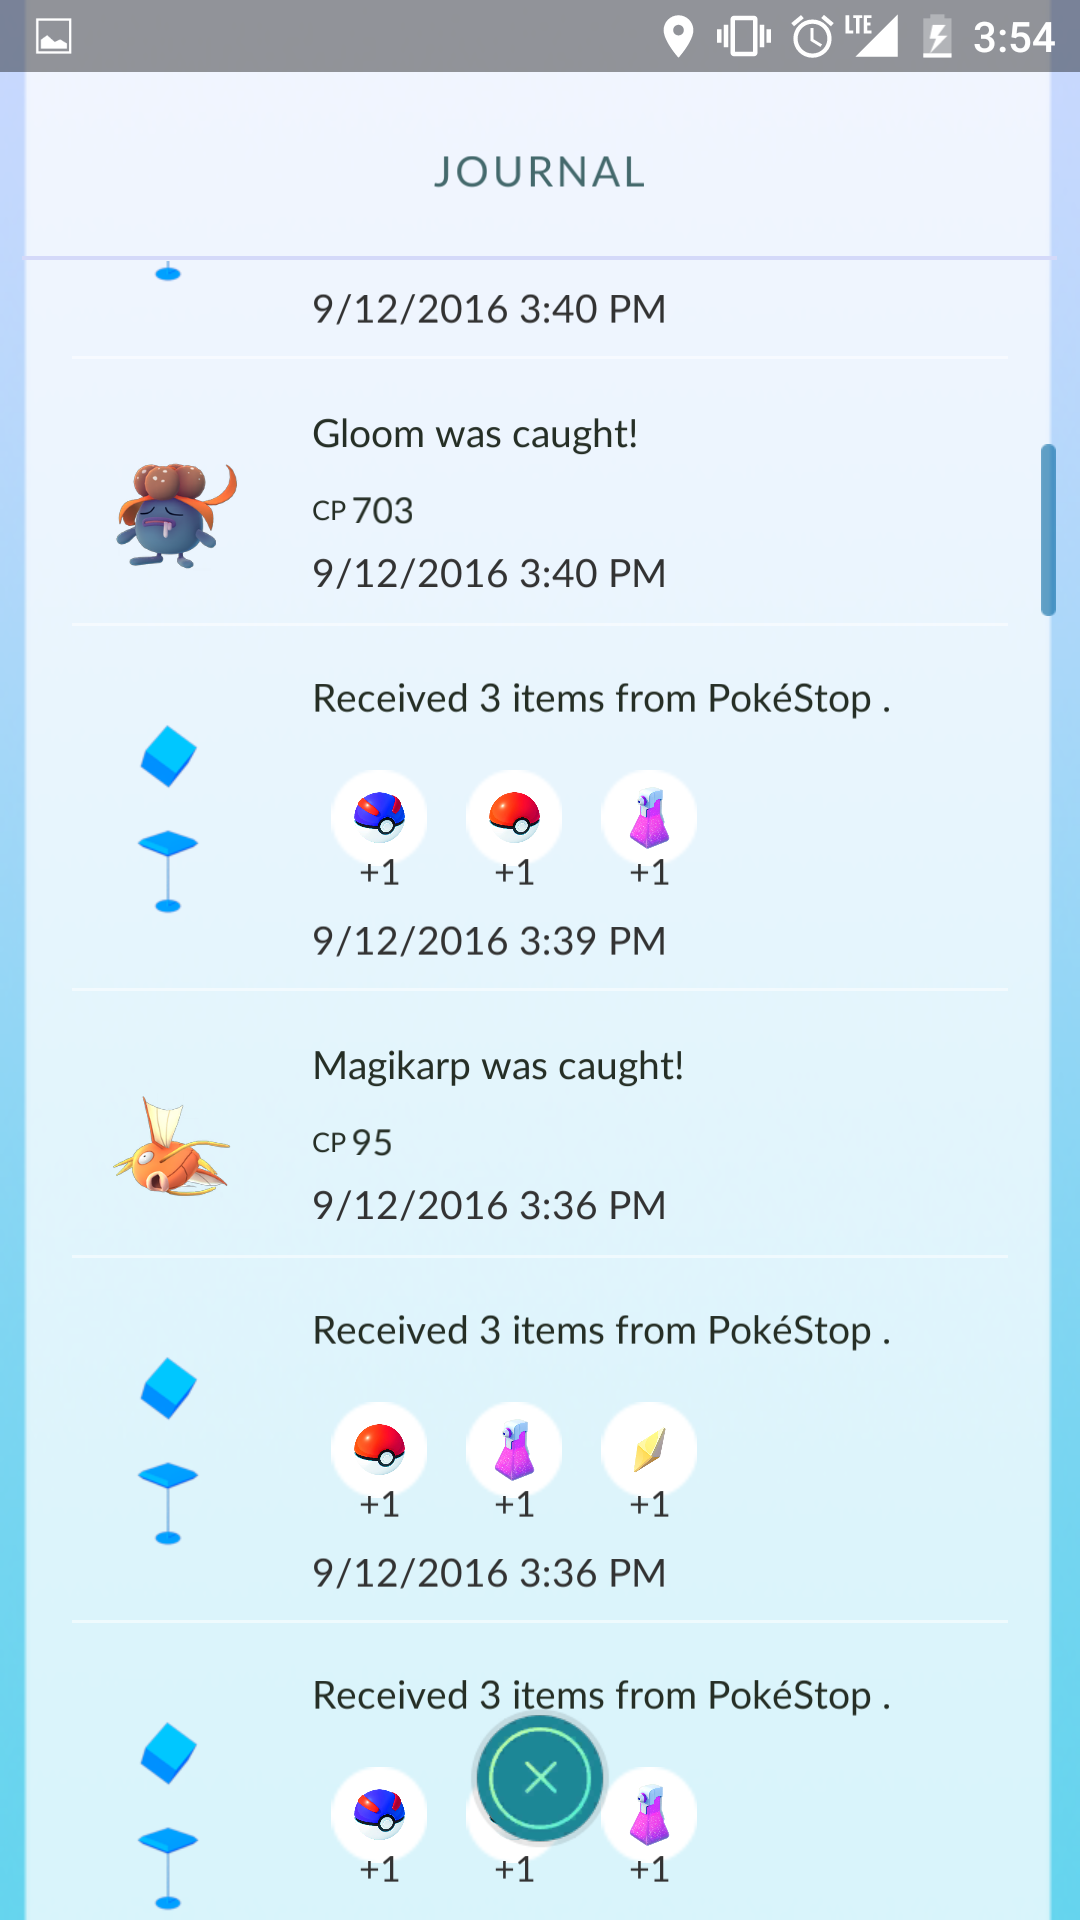 LTE 3:54
JOURNAL
9/12/2016 3:40 PM
Gloom was caught!
CP 703
9/12/2016 3:40 PM
Received 3 items from PokéStop .
+1 +1 +1
9/12/2016 3:39 PM
Magikarp was caught!
CP 95
9/12/2016 3:36 PM
Received 3 items from PokéStop .
+1 +1 +1
9/12/2016 3:36 PM
Received 3 items from PokéStop .
+1 +1 +1